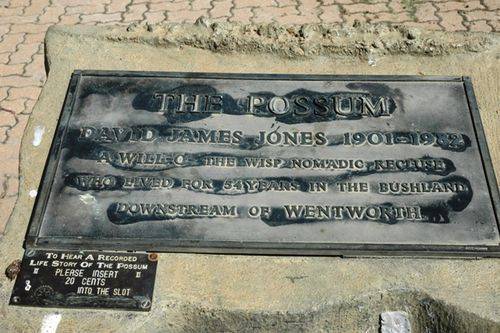 THE POSSUM
DAVID JAMES JONES 1901-1982
A WILL-O' THE WISP NOMADIC RECLUSE
WHO LIVED FOR 54 YEARS IN THE BUSHLAND
DOWNSTREAM OF WENTWORTH
TO HEAR A RECORDED
LIFE STORY OF THE POSSUM
" PLEASE INSERT "
20 CENTS
INTO THE SLOT